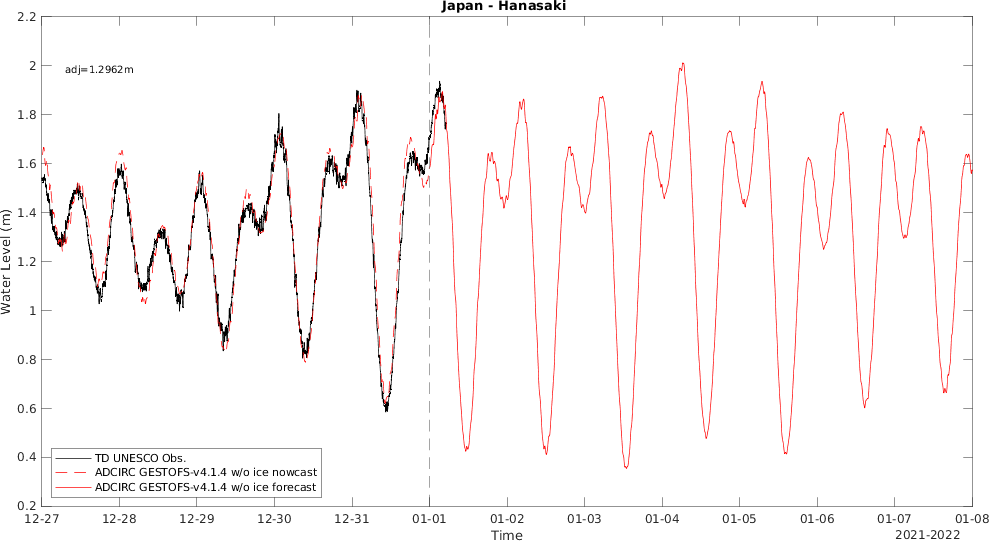 Japan - Hanasaki
2.2
2
1.8
1.6
1.4
1.2
1
0.8
0.6
0.4
0.2
Water Level (m)
adj=1.2962m
TD UNESCO Obs.
ADCIRC GESTOFS-v4.1.4 w/o ice nowcast
ADCIRC GESTOFS-v4.1.4 w/o ice forecast
12-27 12-28 12-29 12-30 12-31 01-01 01-02 01-03 01-04 01-05 01-06 01-07 01-08
Time
2021-2022